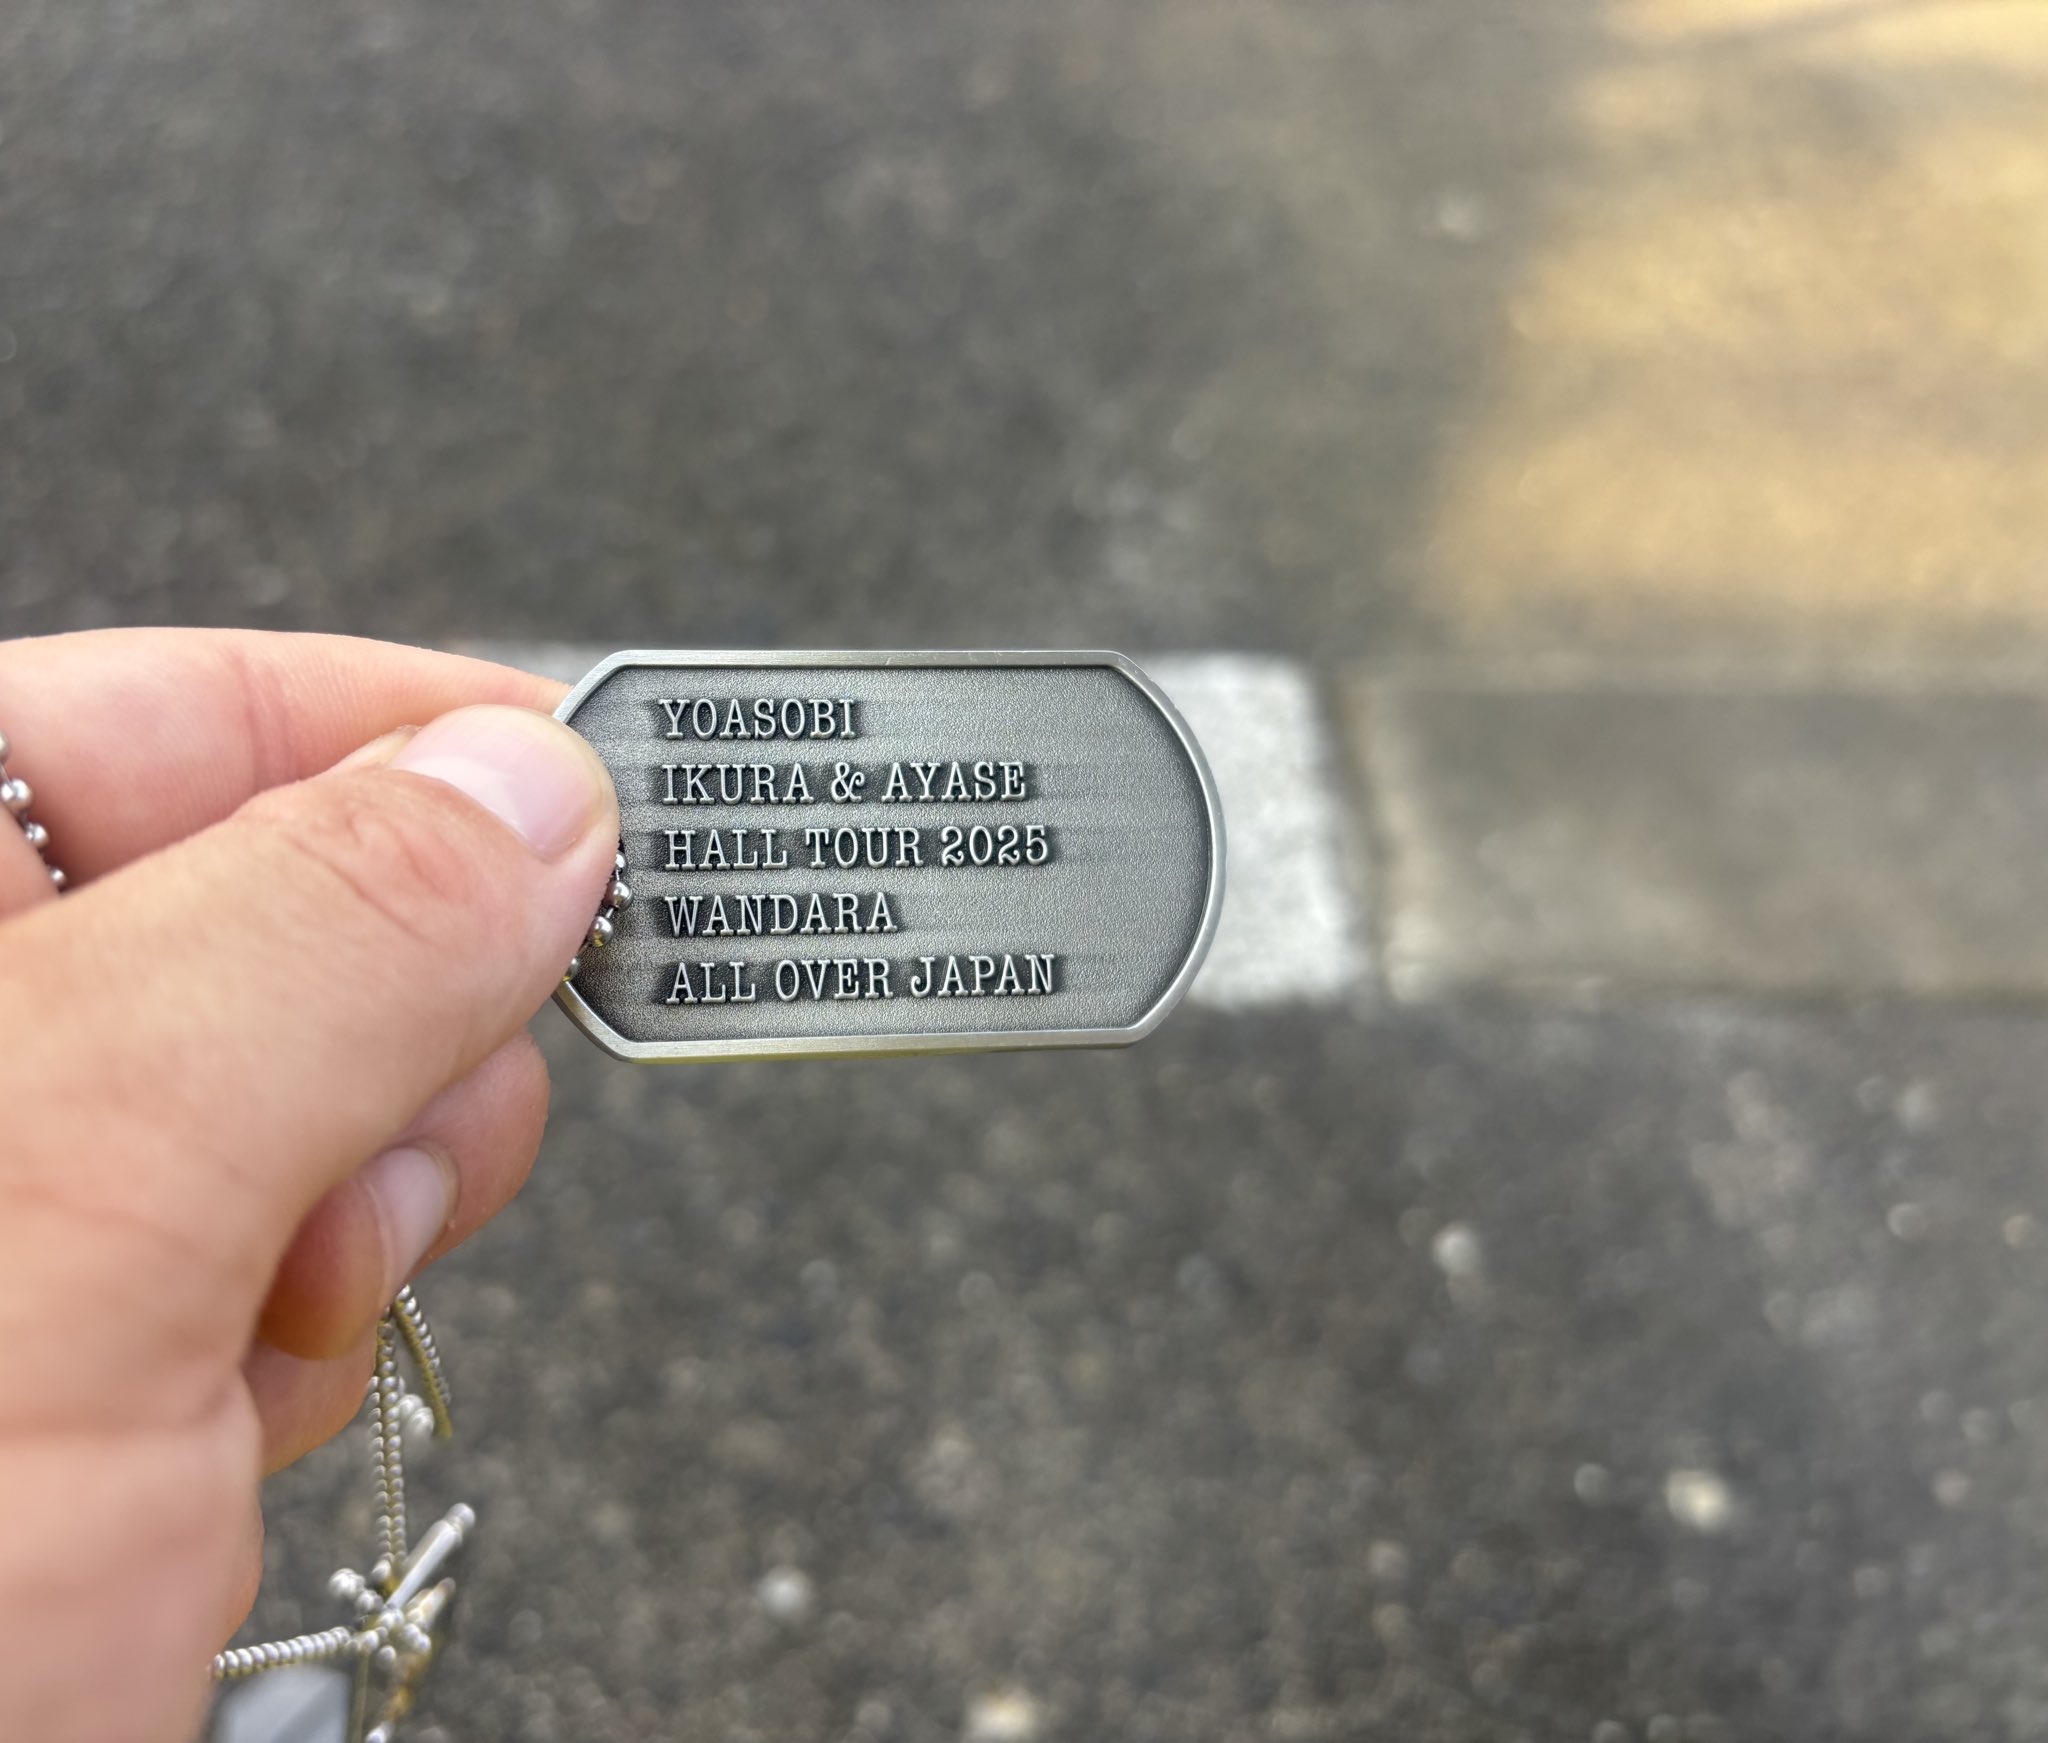 YOASOBI
IKURA & AYASE
HALL TOUR 2025
WANDARA
ALL OVER JAPAN